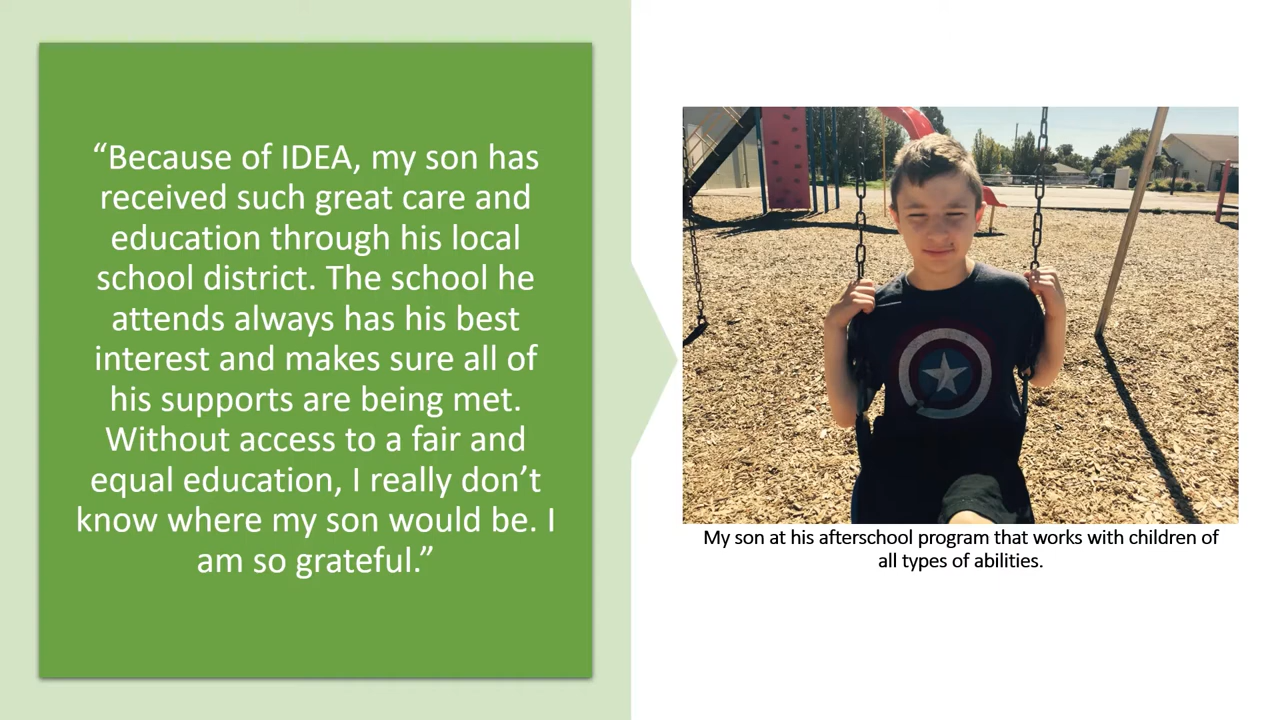 “Because of IDEA, my son has
received such great care and
education through his local
school district. The school he
attends always has his best
interest and makes sure all of
his supports are being met.
Without access to a fair and
equal education, I really don’t
know where my son would be. I
am so grateful.”
My son at his afterschool program that works with children of
all types of abilities.